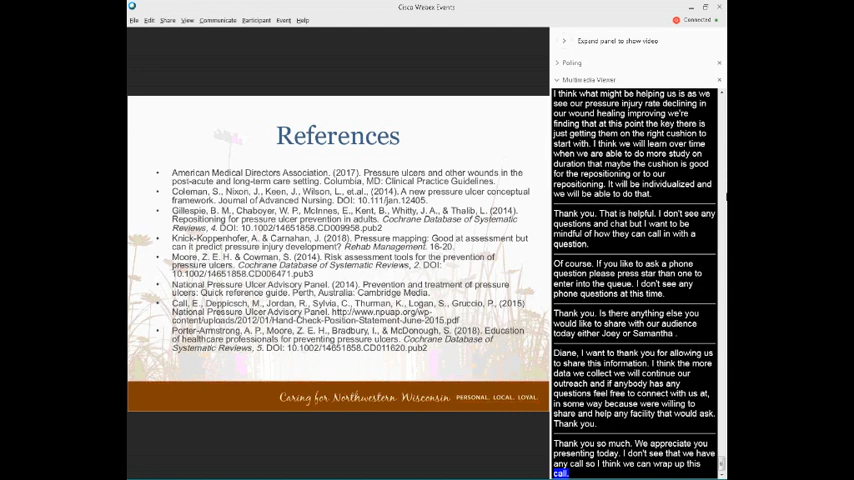 Cisco Webex Events
File Edit Share View Communicate Participant Event Help
Connected
Expand panel to show video
Polling
Multimedia Viewer
References
• American Medical Directors Association. (2017). Pressure ulcers and other wounds in the
post-acute and long-term care setting. Columbia, MD: Clinical Practice Guidelines.
• Coleman, S., Nixon, J., Keen, J., Wilson, L., et.al., (2014). A new pressure ulcer conceptual
framework. Journal of Advanced Nursing. DOI: 10.111/jan.12405.
• Gillespie, B. M., Chaboyer, W. P., McInnes, E., Kent, B., Whitty, J. A., & Thalib, L. (2014).
Repositioning for pressure ulcer prevention in adults. Cochrane Database of Systematic
Reviews, 4. DOI: 10.1002/14651858.CD009958.pub2
• Knick-Koppenhofer, A. & Carnahan, J. (2018). Pressure mapping: Good at assessment but
can it predict pressure injury development? Rehab Management. 16-20.
• Moore, Z. E. H. & Cowman, S. (2014). Risk assessment tools for the prevention of
pressure ulcers. Cochrane Database of Systematic Reviews, 2. DOI:
10.1002/14651858.CD006471.pub3
• National Pressure Ulcer Advisory Panel. (2014). Prevention and treatment of pressure
ulcers: Quick reference guide. Perth, Australia: Cambridge Media.
• Call, E., Deppicsch, M., Jordan, R., Sylvia, C., Thurman, K., Logan, S., Gruccio, P., (2015)
National Pressure Ulcer Advisory Panel. http://www.npuap.org/wp-
content/uploads/2012/01/Hand-Check-Position-Statement-June-2015.pdf
• Porter-Armstrong, A. P., Moore, Z. E. H., Bradbury, I., & McDonough, S. (2018). Education
of healthcare professionals for preventing pressure ulcers. Cochrane Database of
Systematic Reviews, 5. DOI: 10.1002/14651858.CD011620.pub2
Caring for Northwestern Wisconsin PERSONAL. LOCAL. LOYAL.
I think what might be helping us is as we
see our pressure injury rate declining in
our wound healing improving we're
finding that at this point the key there is
just getting them on the right cushion to
start with. I think we will learn over time
when we are able to do more study on
duration that maybe the cushion is good
for the repositioning or to our
repositioning. It will be individualized and
we will be able to do that.
Thank you. That is helpful. I don't see any
questions and chat but I want to be
mindful of how they can call in with a
question.
Of course. If you like to ask a phone
question please press star than one to
enter into the queue. I don't see any
phone questions at this time.
Thank you. Is there anything else you
would like to share with our audience
today either Joey or Samantha .
Diane, I want to thank you for allowing us
to share this information. I think the more
data we collect we will continue our
outreach and if anybody has any
questions feel free to connect with us at,
in some way because were willing to
share and help any facility that would ask.
Thank you.
Thank you so much. We appreciate you
presenting today. I don't see that we have
any call so I think we can wrap up this
call.